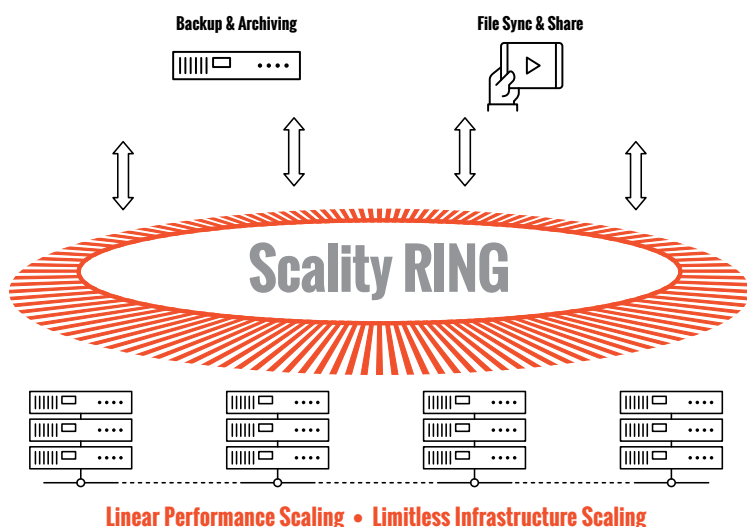 Backup & Archiving
File Sync & Share
Scality RING
Linear Performance Scaling • Limitless Infrastructure Scaling